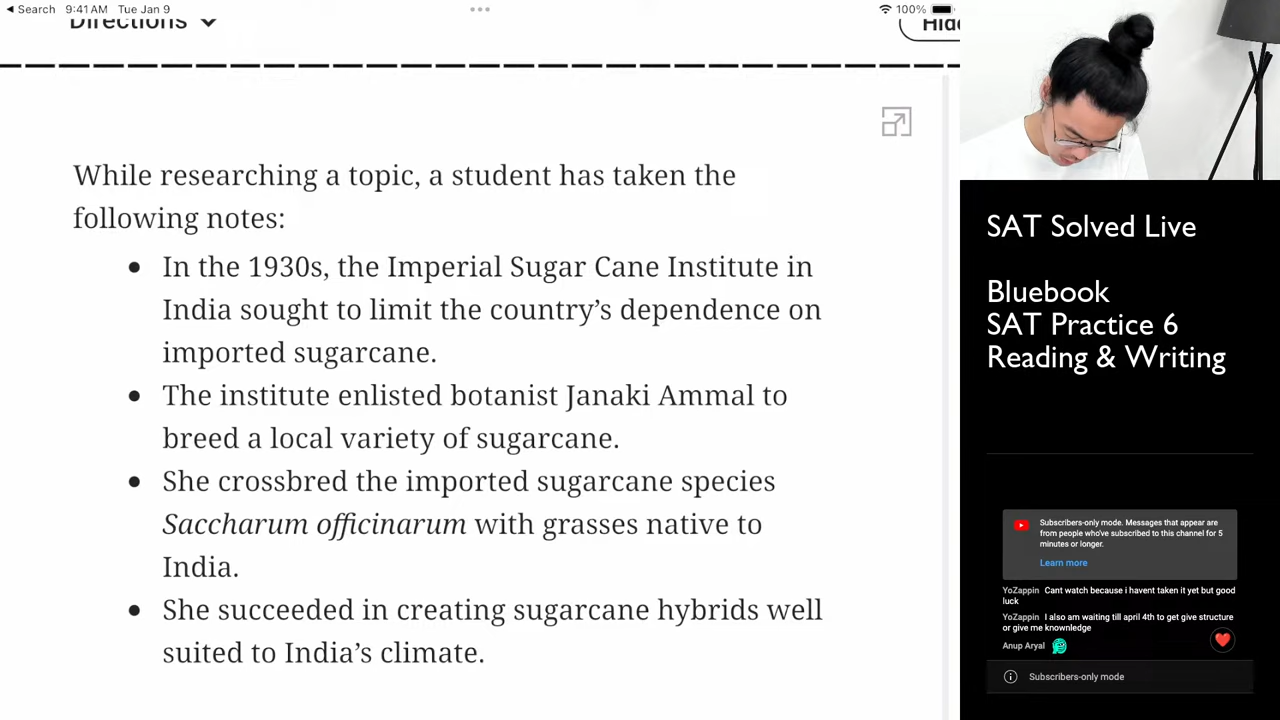 Search 9:41 AM Tue Jan 9
100%
Directions
Hide
While researching a topic, a student has taken the
following notes:
• In the 1930s, the Imperial Sugar Cane Institute in
India sought to limit the country’s dependence on
imported sugarcane.
• The institute enlisted botanist Janaki Ammal to
breed a local variety of sugarcane.
• She crossbred the imported sugarcane species
Saccharum officinarum with grasses native to
India.
• She succeeded in creating sugarcane hybrids well
suited to India’s climate.
SAT Solved Live
Bluebook
SAT Practice 6
Reading & Writing
Subscribers-only mode. Messages that appear are
from people who've subscribed to this channel for 5
minutes or longer.
Learn more
YoZappin Cant watch because i havent taken it yet but good
luck
YoZappin I also am waiting till april 4th to get give structure
or give me knownledge
Anup Aryal
Subscribers-only mode